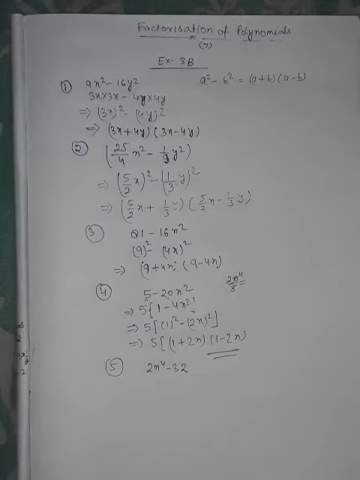 Factorisation of Polynomials
(7)
Ex. 3B
a² - b² = (a+b)(a-b)
① 9x² - 16y²
3x×3x - 4y×4y
⇒ (3x)² - (4y)²
⇒ (3x+4y)(3x-4y)
② (25/4 x² - 1/9 y²)
⇒ (5/2 x)² - (1/3 y)²
⇒ (5/2 x + 1/3 y)(5/2 x - 1/3 y)
③ 81 - 16x²
(9)² - (4x)²
⇒ (9+4x)(9-4x)
④ 5 - 20x²
2x⁴/8 =
⇒ 5{1 - 4x²}
⇒ 5[(1)² - (2x)²]
⇒ 5[(1+2x)(1-2x)
⑤ 2x⁴ - 32